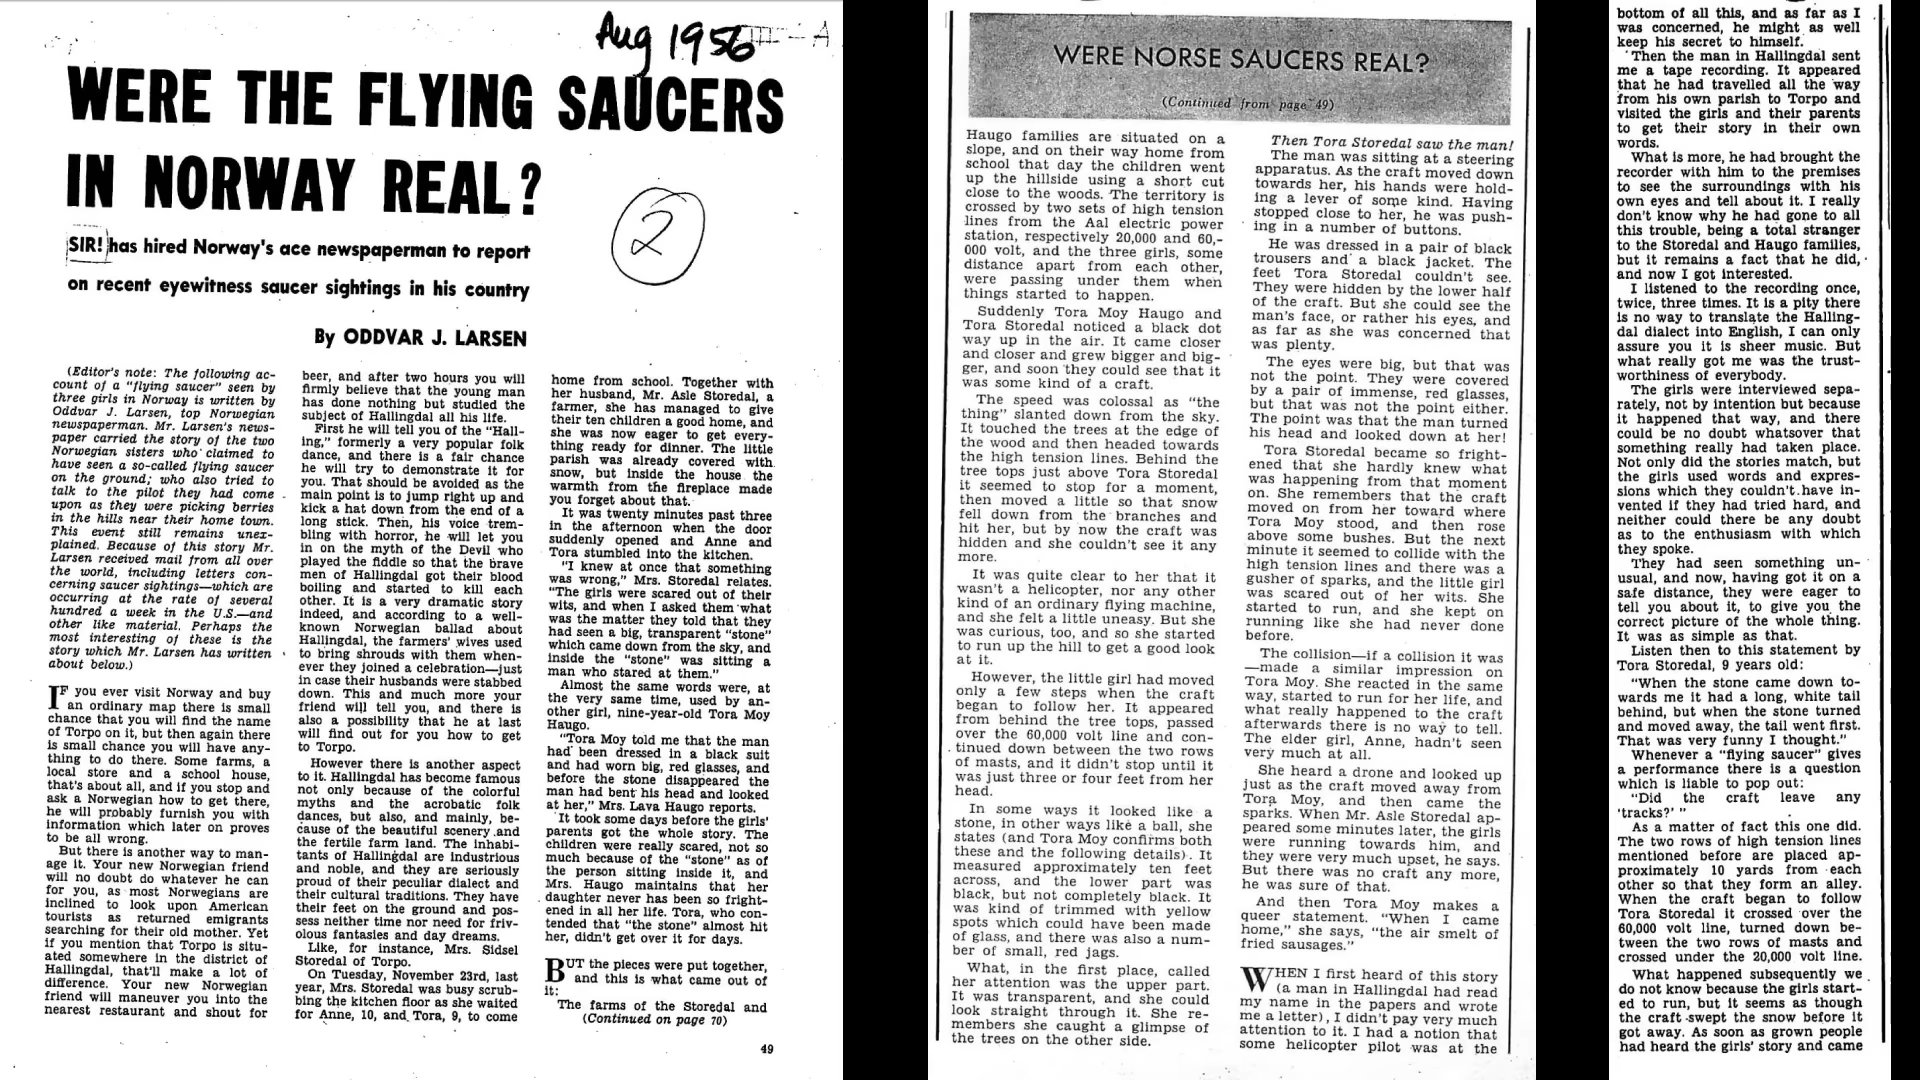 Aug 1956
III - A
WERE THE FLYING SAUCERS
IN NORWAY REAL?
2
SIR! has hired Norway's ace newspaperman to report
on recent eyewitness saucer sightings in his country
By ODDVAR J. LARSEN
(Editor's note: The following ac-
count of a "flying saucer" seen by
three girls in Norway is written by
Oddvar J. Larsen, top Norwegian
newspaperman. Mr. Larsen's news-
paper carried the story of the two
Norwegian sisters who claimed to
have seen a so-called flying saucer
on the ground; who also tried to
talk to the pilot they had come
upon as they were picking berries
in the hills near their home town.
This event still remains unex-
plained. Because of this story Mr.
Larsen received mail from all over
the world, including letters con-
cerning saucer sightings—which are
occurring at the rate of several
hundred a week in the U.S.—and
other like material. Perhaps the
most interesting of these is the
story which Mr. Larsen has written
about below.)
IF you ever visit Norway and buy
an ordinary map there is small
chance that you will find the name
of Torpo on it, but then again there
is small chance you will have any-
thing to do there. Some farms, a
local store and a school house,
that's about all, and if you stop and
ask a Norwegian how to get there,
he will probably furnish you with
information which later on proves
to be all wrong.
But there is another way to man-
age it. Your new Norwegian friend
will no doubt do whatever he can
for you, as most Norwegians are
inclined to look upon American
tourists as returned emigrants
searching for their old mother. Yet
if you mention that Torpo is situ-
ated somewhere in the district of
Hallingdal, that'll make a lot of
difference. Your new Norwegian
friend will maneuver you into the
nearest restaurant and shout for
beer, and after two hours you will
firmly believe that the young man
has done nothing but studied the
subject of Hallingdal all his life.
First he will tell you of the "Hall-
ing," formerly a very popular folk
dance, and there is a fair chance
he will try to demonstrate it for
you. That should be avoided as the
main point is to jump right up and
kick a hat down from the end of a
long stick. Then, his voice trem-
bling with horror, he will let you
in on the myth of the Devil who
played the fiddle so that the brave
men of Hallingdal got their blood
boiling and started to kill each
other. It is a very dramatic story
indeed, and according to a well-
known Norwegian ballad about
Hallingdal, the farmers' wives used
to bring shrouds with them when-
ever they joined a celebration—just
in case their husbands were stabbed
down. This and much more your
friend will tell you, and there is
also a possibility that he at last
will find out for you how to get
to Torpo.
However there is another aspect
to it. Hallingdal has become famous
not only because of the colorful
myths and the acrobatic folk
dances, but also, and mainly, be-
cause of the beautiful scenery and
the fertile farm land. The inhabi-
tants of Hallingdal are industrious
and noble, and they are seriously
proud of their peculiar dialect and
their cultural traditions. They have
their feet on the ground and pos-
sess neither time nor need for friv-
olous fantasies and day dreams.
Like, for instance, Mrs. Sidsel
Storedal of Torpo.
On Tuesday, November 23rd, last
year, Mrs. Storedal was busy scrub-
bing the kitchen floor as she waited
for Anne, 10, and Tora, 9, to come
home from school. Together with
her husband, Mr. Asle Storedal, a
farmer, she has managed to give
their ten children a good home, and
she was now eager to get every-
thing ready for dinner. The little
parish was already covered with
snow, but inside the house the
warmth from the fireplace made
you forget about that.
It was twenty minutes past three
in the afternoon when the door
suddenly opened and Anne and
Tora stumbled into the kitchen.
"I knew at once that something
was wrong," Mrs. Storedal relates.
"The girls were scared out of their
wits, and when I asked them what
was the matter they told that they
had seen a big, transparent "stone"
which came down from the sky, and
inside the "stone" was sitting a
man who stared at them."
Almost the same words were, at
the very same time, used by an-
other girl, nine-year-old Tora Moy
Haugo.
"Tora Moy told me that the man
had been dressed in a black suit
and had worn big, red glasses, and
before the stone disappeared the
man had bent his head and looked
at her," Mrs. Lava Haugo reports.
It took some days before the girls'
parents got the whole story. The
children were really scared, not so
much because of the "stone" as of
the person sitting inside it, and
Mrs. Haugo maintains that her
daughter never has been so fright-
ened in all her life. Tora, who con-
tended that "the stone" almost hit
her, didn't get over it for days.
BUT the pieces were put together,
and this is what came out of
it:
The farms of the Storedal and
(Continued on page 70)
49
WERE NORSE SAUCERS REAL?
(Continued from page 49)
Haugo families are situated on a
slope, and on their way home from
school that day the children went
up the hillside using a short cut
close to the woods. The territory is
crossed by two sets of high tension
lines from the Aal electric power
station, respectively 20,000 and 60,-
000 volt, and the three girls, some
distance apart from each other,
were passing under them when
things started to happen.
Suddenly Tora Moy Haugo and
Tora Storedal noticed a black dot
way up in the air. It came closer
and closer and grew bigger and big-
ger, and soon they could see that it
was some kind of a craft.
The speed was colossal as "the
thing" slanted down from the sky.
It touched the trees at the edge of
the wood and then headed towards
the high tension lines. Behind the
tree tops just above Tora Storedal
it seemed to stop for a moment,
then moved a little so that snow
fell down from the branches and
hit her, but by now the craft was
hidden and she couldn't see it any
more.
It was quite clear to her that it
wasn't a helicopter, nor any other
kind of an ordinary flying machine,
and she felt a little uneasy. But she
was curious, too, and so she started
to run up the hill to get a good look
at it.
However, the little girl had moved
only a few steps when the craft
began to follow her. It appeared
from behind the tree tops, passed
over the 60,000 volt line and con-
tinued down between the two rows
of masts, and it didn't stop until it
was just three or four feet from her
head.
In some ways it looked like a
stone, in other ways like a ball, she
states (and Tora Moy confirms both
these and the following details). It
measured approximately ten feet
across, and the lower part was
black, but not completely black. It
was kind of trimmed with yellow
spots which could have been made
of glass, and there was also a num-
ber of small, red jags.
What, in the first place, called
her attention was the upper part.
It was transparent, and she could
look straight through it. She re-
members she caught a glimpse of
the trees on the other side.
Then Tora Storedal saw the man!
The man was sitting at a steering
apparatus. As the craft moved down
towards her, his hands were hold-
ing a lever of some kind. Having
stopped close to her, he was push-
ing in a number of buttons.
He was dressed in a pair of black
trousers and a black jacket. The
feet Tora Storedal couldn't see.
They were hidden by the lower half
of the craft. But she could see the
man's face, or rather his eyes, and
as far as she was concerned that
was plenty.
The eyes were big, but that was
not the point. They were covered
by a pair of immense, red glasses,
but that was not the point either.
The point was that the man turned
his head and looked down at her!
Tora Storedal became so fright-
ened that she hardly knew what
was happening from that moment
on. She remembers that the craft
moved on from her toward where
Tora Moy stood, and then rose
above some bushes. But the next
minute it seemed to collide with the
high tension lines and there was a
gusher of sparks, and the little girl
was scared out of her wits. She
started to run, and she kept on
running like she had never done
before.
The collision—if a collision it was
—made a similar impression on
Tora Moy. She reacted in the same
way, started to run for her life, and
what really happened to the craft
afterwards there is no way to tell.
The elder girl, Anne, hadn't seen
very much at all.
She heard a drone and looked up
just as the craft moved away from
Tora Moy, and then came the
sparks. When Mr. Asle Storedal ap-
peared some minutes later, the girls
were running towards him, and
they were very much upset, he says.
But there was no craft any more,
he was sure of that.
And then Tora Moy makes a
queer statement. "When I came
home," she says, "the air smelt of
fried sausages."
WHEN I first heard of this story
(a man in Hallingdal had read
my name in the papers and wrote
me a letter), I didn't pay very much
attention to it. I had a notion that
some helicopter pilot was at the
bottom of all this, and as far as I
was concerned, he might as well
keep his secret to himself.
Then the man in Hallingdal sent
me a tape recording. It appeared
that he had travelled all the way
from his own parish to Torpo and
visited the girls and their parents
to get their story in their own
words.
What is more, he had brought the
recorder with him to the premises
to see the surroundings with his
own eyes and tell about it. I really
don't know why he had gone to all
this trouble, being a total stranger
to the Storedal and Haugo families,
but it remains a fact that he did,
and now I got interested.
I listened to the recording once,
twice, three times. It is a pity there
is no way to translate the Halling-
dal dialect into English, I can only
assure you it is sheer music. But
what really got me was the trust-
worthiness of everybody.
The girls were interviewed sepa-
rately, not by intention but because
it happened that way, and there
could be no doubt whatsover that
something really had taken place.
Not only did the stories match, but
the girls used words and expres-
sions which they couldn't have in-
vented if they had tried hard, and
neither could there be any doubt
as to the enthusiasm with which
they spoke.
They had seen something un-
usual, and now, having got it on a
safe distance, they were eager to
tell you about it, to give you the
correct picture of the whole thing.
It was as simple as that.
Listen then to this statement by
Tora Storedal, 9 years old:
"When the stone came down to-
wards me it had a long, white tail
behind, but when the stone turned
and moved away, the tail went first.
That was very funny I thought."
Whenever a "flying saucer" gives
a performance there is a question
which is liable to pop out:
"Did the craft leave any
'tracks?' "
As a matter of fact this one did.
The two rows of high tension lines
mentioned before are placed ap-
proximately 10 yards from each
other so that they form an alley.
When the craft began to follow
Tora Storedal it crossed over the
60,000 volt line, turned down be-
tween the two rows of masts and
crossed under the 20,000 volt line.
What happened subsequently we
do not know because the girls start-
ed to run, but it seems as though
the craft swept the snow before it
got away. As soon as grown people
had heard the girls' story and came